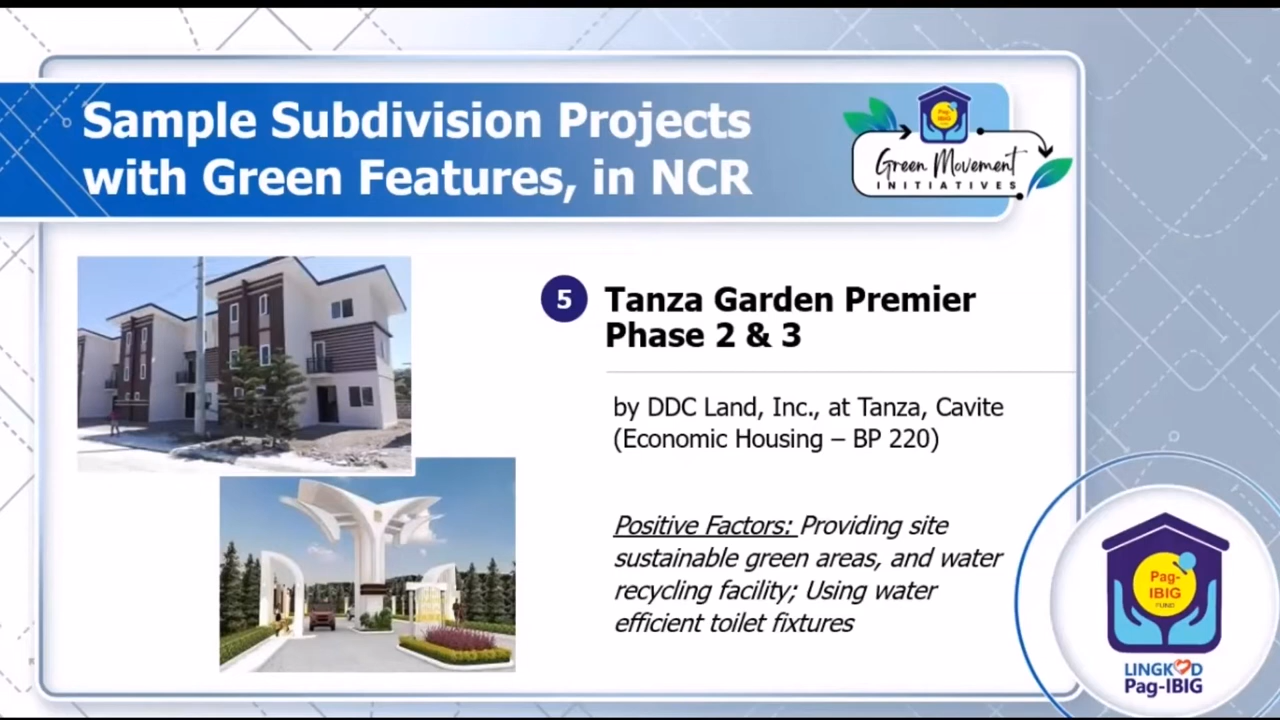 Sample Subdivision Projects
with Green Features, in NCR
Pag-
IBIG
Green Movement
INITIATIVES
5
Tanza Garden Premier
Phase 2 & 3
by DDC Land, Inc., at Tanza, Cavite
(Economic Housing – BP 220)
Positive Factors: Providing site
sustainable green areas, and water
recycling facility; Using water
efficient toilet fixtures
Pag-
IBIG
FUND
LINGKOD
Pag-IBIG